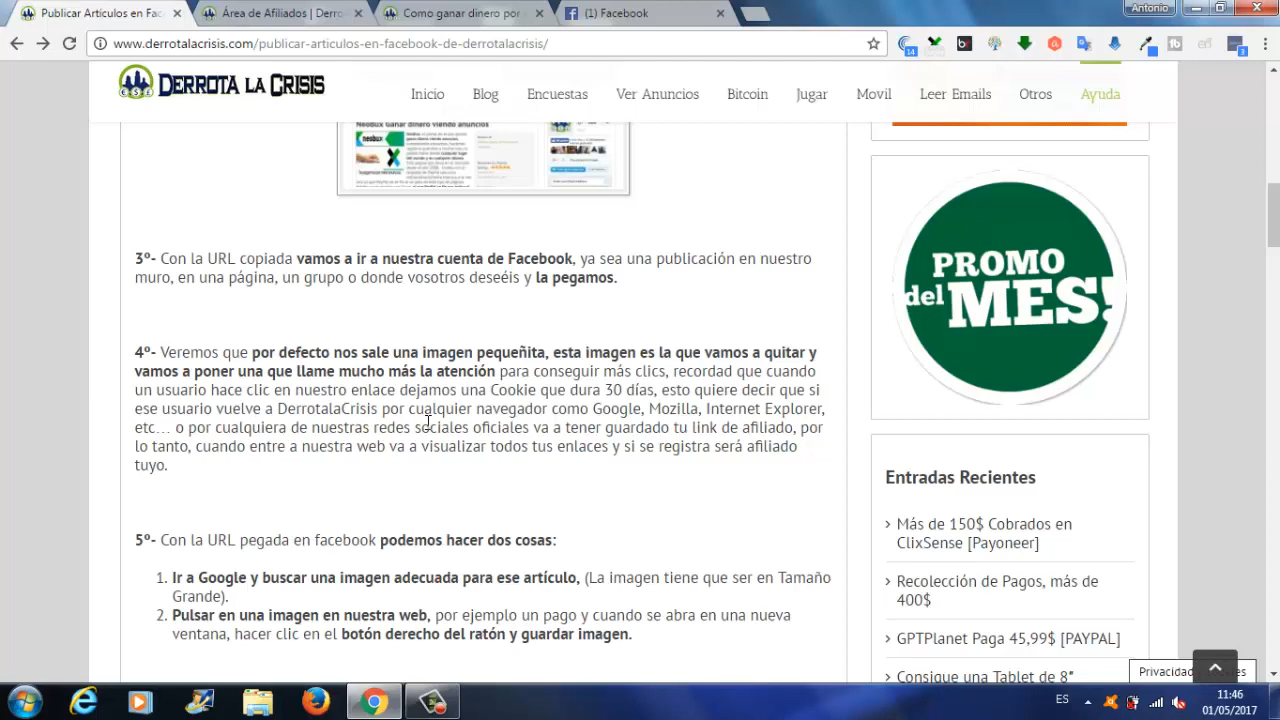 Publicar Artículos en Fac
Área de Afiliados | Derro
Como ganar dinero por
(1) Facebook
Antonio
www.derrotalacrisis.com/publicar-articulos-en-facebook-de-derrotalacrisis/
14
3
DERROTA LA CRISIS
Inicio
Blog
Encuestas
Ver Anuncios
Bitcoin
Jugar
Movil
Leer Emails
Otros
Ayuda
Neobux Ganar dinero viendo anuncios
neobux
3º- Con la URL copiada vamos a ir a nuestra cuenta de Facebook, ya sea una publicación en nuestro
muro, en una página, un grupo o donde vosotros deseéis y la pegamos.
4º- Veremos que por defecto nos sale una imagen pequeñita, esta imagen es la que vamos a quitar y
vamos a poner una que llame mucho más la atención para conseguir más clics, recordad que cuando
un usuario hace clic en nuestro enlace dejamos una Cookie que dura 30 días, esto quiere decir que si
ese usuario vuelve a DerrotalaCrisis por cualquier navegador como Google, Mozilla, Internet Explorer,
etc… o por cualquiera de nuestras redes sociales oficiales va a tener guardado tu link de afiliado, por
lo tanto, cuando entre a nuestra web va a visualizar todos tus enlaces y si se registra será afiliado
tuyo.
5º- Con la URL pegada en facebook podemos hacer dos cosas:
1. Ir a Google y buscar una imagen adecuada para ese artículo, (La imagen tiene que ser en Tamaño
Grande).
2. Pulsar en una imagen en nuestra web, por ejemplo un pago y cuando se abra en una nueva
ventana, hacer clic en el botón derecho del ratón y guardar imagen.
PROMO
del MES!
Entradas Recientes
Más de 150$ Cobrados en
ClixSense [Payoneer]
Recolección de Pagos, más de
400$
GPTPlanet Paga 45,99$ [PAYPAL]
Consigue una Tablet de 8″
Privacidad
Cookies
ES
11:46
01/05/2017